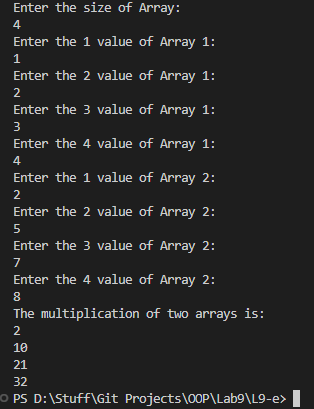 Enter the size of Array:
4
Enter the 1 value of Array 1:
1
Enter the 2 value of Array 1:
2
Enter the 3 value of Array 1:
3
Enter the 4 value of Array 1:
4
Enter the 1 value of Array 2:
2
Enter the 2 value of Array 2:
5
Enter the 3 value of Array 2:
7
Enter the 4 value of Array 2:
8
The multiplication of two arrays is:
2
10
21
32
PS D:\Stuff\Git Projects\OOP\Lab9\L9-e>